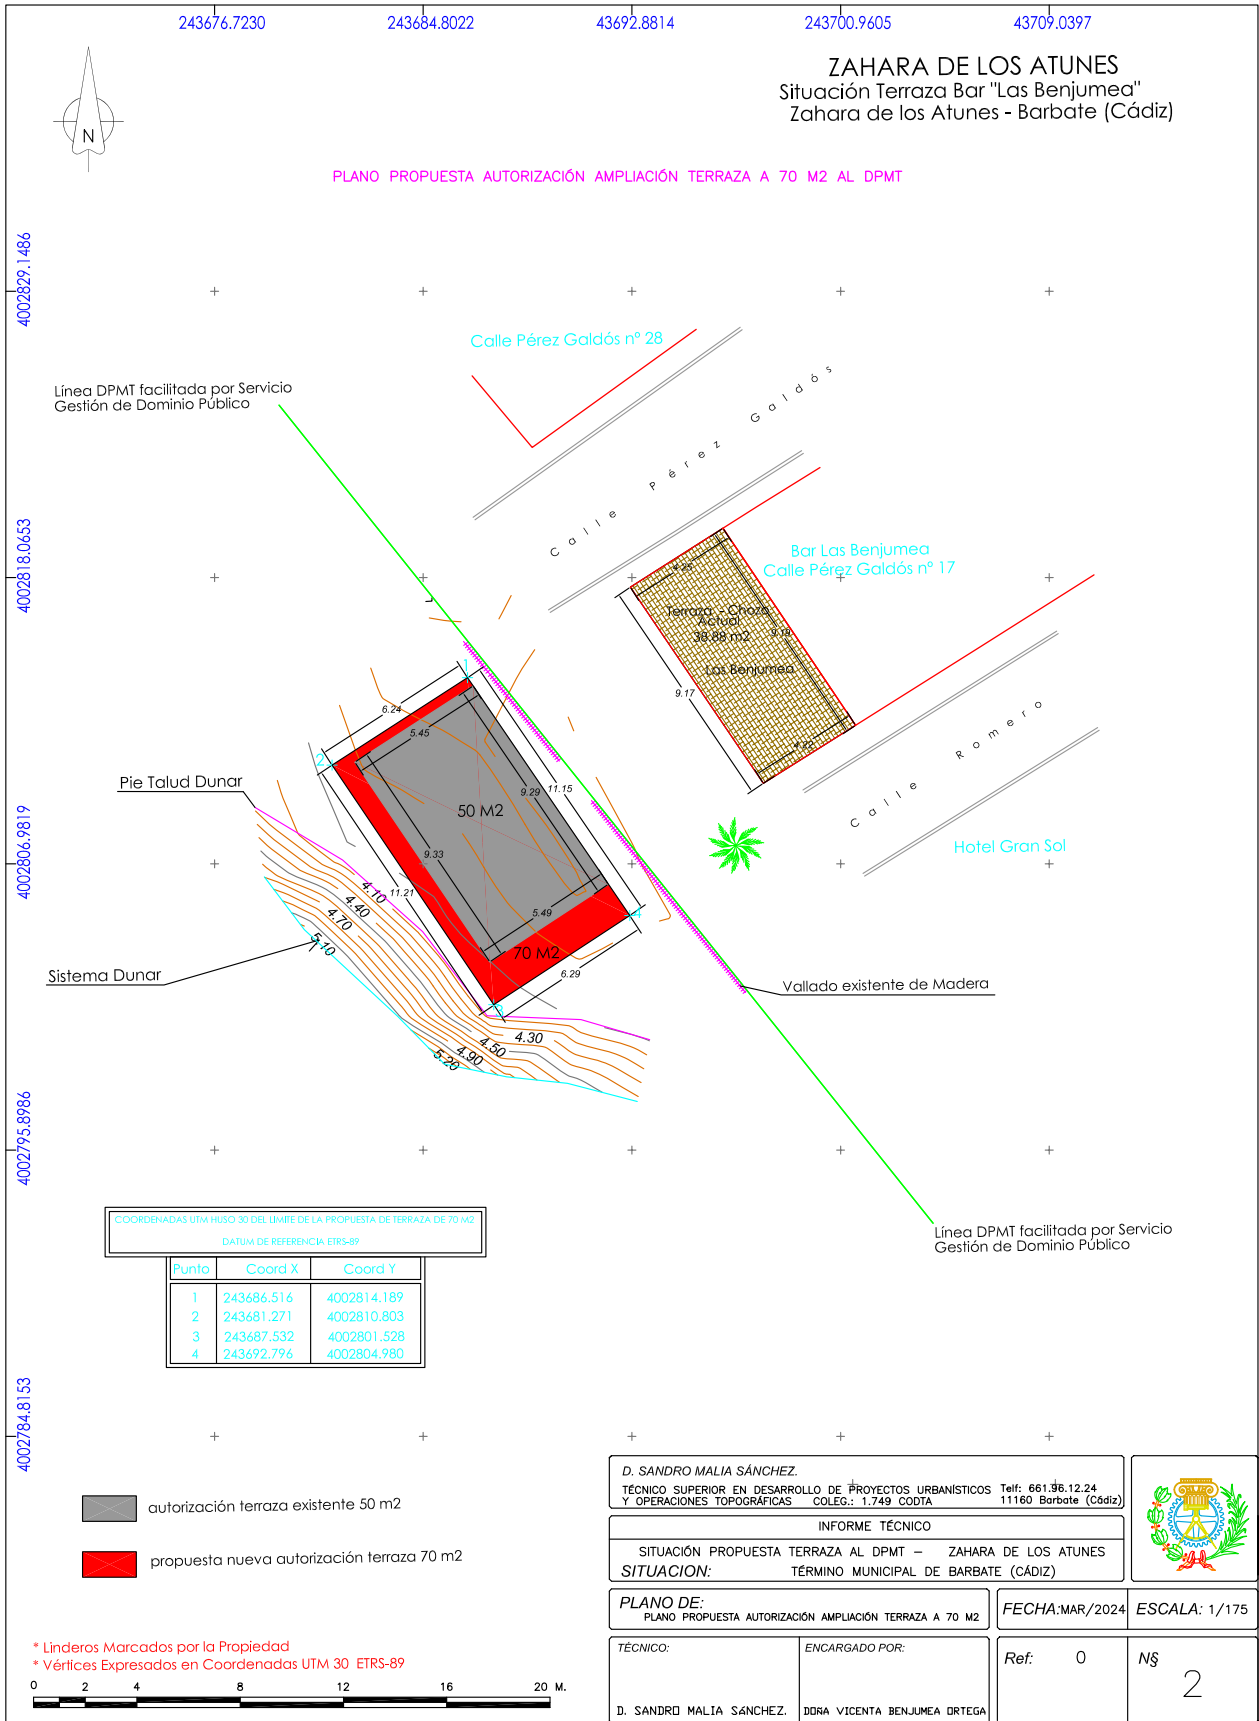 243676.7230 243684.8022 43692.8814 243700.9605 43709.0397
ZAHARA DE LOS ATUNES
Situación Terraza Bar "Las Benjumea"
Zahara de los Atunes - Barbate (Cádiz)
N
PLANO PROPUESTA AUTORIZACIÓN AMPLIACIÓN TERRAZA A 70 M2 AL DPMT
4002829.1486
4002818.0653
4002806.9819
4002795.8986
4002784.8153
Calle Pérez Galdós nº 28
Línea DPMT facilitada por Servicio
Gestión de Dominio Público
Calle Pérez Galdós
Bar Las Benjumea
Calle Pérez Galdós nº 17
4.25
Terraza - Choza
Actual
38.88 m2
9.19
Las Benjumea
9.17
4.22
Calle Romero
Hotel Gran Sol
1
6.24
5.45
2
9.29
11.15
50 M2
9.33
11.21
5.49
4
70 M2
6.29
3
Pie Talud Dunar
4.10
4.40
4.70
5.10
Sistema Dunar
4.30
4.50
4.90
5.20
Vallado existente de Madera
Línea DPMT facilitada por Servicio
Gestión de Dominio Público
COORDENADAS UTM HUSO 30 DEL LIMITE DE LA PROPUESTA DE TERRAZA DE 70 M2
DATUM DE REFERENCIA ETRS-89
Punto Coord X Coord Y
1 243686.516 4002814.189
2 243681.271 4002810.803
3 243687.532 4002801.528
4 243692.796 4002804.980
autorización terraza existente 50 m2
propuesta nueva autorización terraza 70 m2
* Linderos Marcados por la Propiedad
* Vértices Expresados en Coordenadas UTM 30 ETRS-89
0 2 4 8 12 16 20 M.
D. SANDRO MALIA SÁNCHEZ.
TÉCNICO SUPERIOR EN DESARROLLO DE PROYECTOS URBANÍSTICOS Telf: 661.96.12.24
Y OPERACIONES TOPOGRÁFICAS COLEG.: 1.749 CODTA 11160 Barbate (Cádiz)
INFORME TÉCNICO
SITUACIÓN PROPUESTA TERRAZA AL DPMT – ZAHARA DE LOS ATUNES
SITUACION: TÉRMINO MUNICIPAL DE BARBATE (CÁDIZ)
PLANO DE:
PLANO PROPUESTA AUTORIZACIÓN AMPLIACIÓN TERRAZA A 70 M2
FECHA:MAR/2024
ESCALA: 1/175
TÉCNICO:
D. SANDRO MALIA SÁNCHEZ.
ENCARGADO POR:
DOÑA VICENTA BENJUMEA ORTEGA
Ref: 0
N§
2